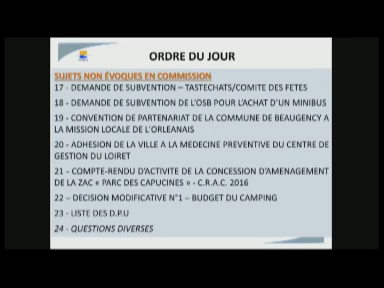 ORDRE DU JOUR
SUJETS NON ÉVOQUES EN COMMISSION
17 - DEMANDE DE SUBVENTION – TASTECHATS/COMITE DES FETES
18 - DEMANDE DE SUBVENTION DE L'OSB POUR L'ACHAT D'UN MINIBUS
19 - CONVENTION DE PARTENARIAT DE LA COMMUNE DE BEAUGENCY A
LA MISSION LOCALE DE L'ORLEANAIS
20 - ADHESION DE LA VILLE A LA MEDECINE PREVENTIVE DU CENTRE DE
GESTION DU LOIRET
21 - COMPTE-RENDU D'ACTIVITE DE LA CONCESSION D'AMENAGEMENT
DE LA ZAC « PARC DES CAPUCINES » - C.R.A.C. 2016
22 – DECISION MODIFICATIVE N°1 – BUDGET DU CAMPING
23 - LISTE DES D.P.U
24 - QUESTIONS DIVERSES